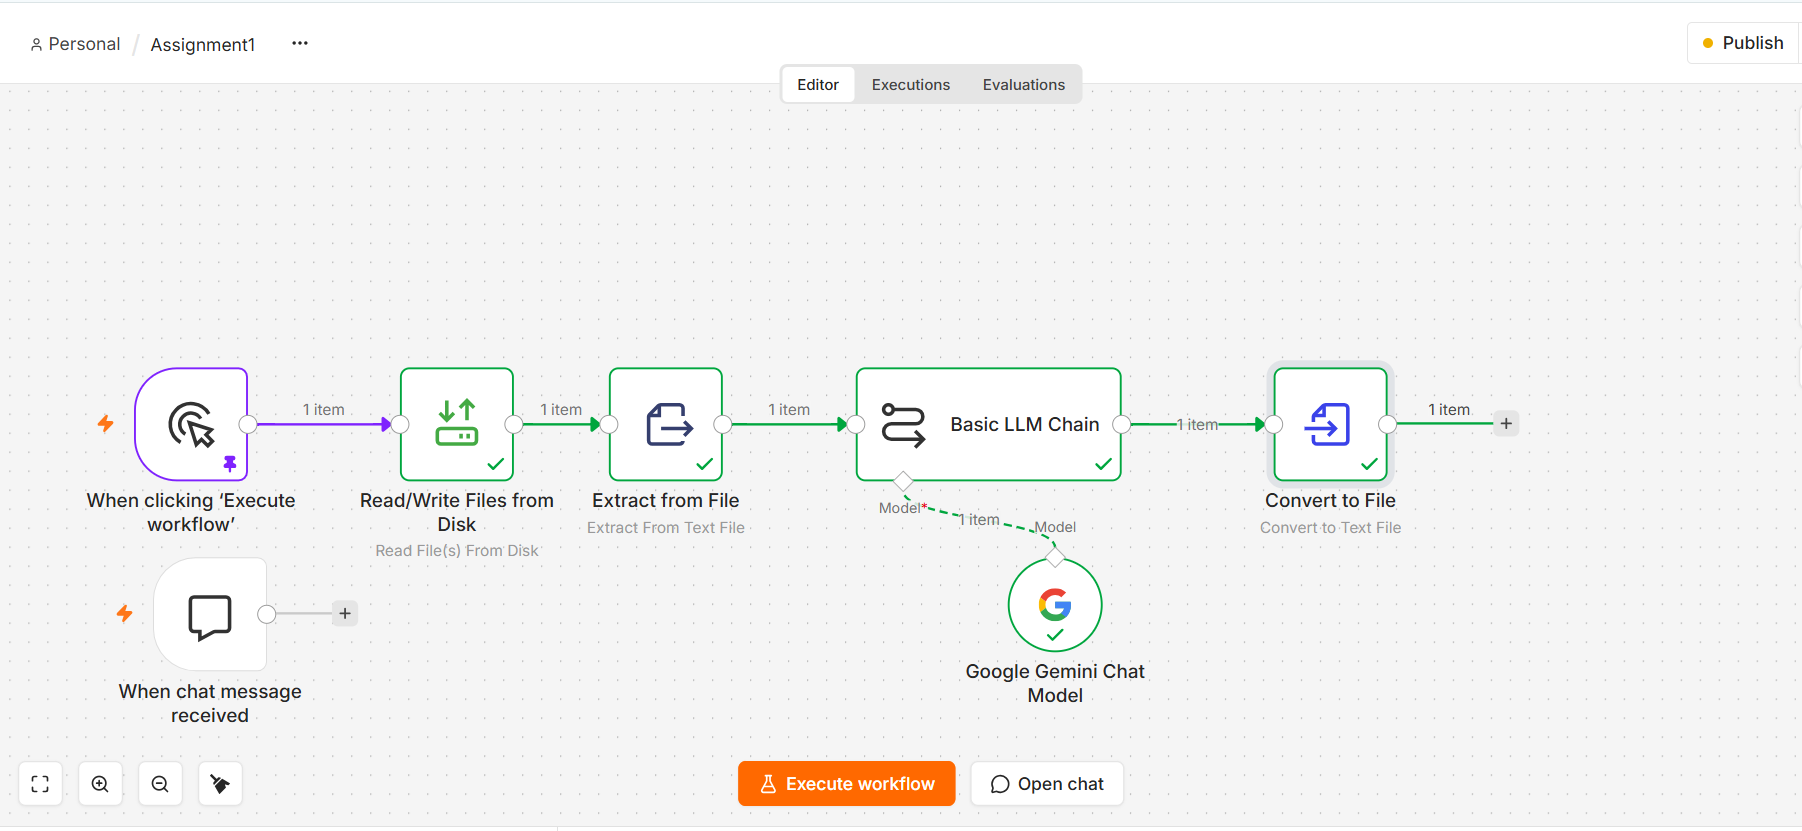 Personal / Assignment1 ...
Publish
Editor Executions Evaluations
1 item 1 item 1 item 1 item 1 item
Basic LLM Chain
When clicking ‘Execute
workflow’
Read/Write Files from
Disk
Read File(s) From Disk
Extract from File
Extract From Text File
Model*
1 item
Model
Convert to File
Convert to Text File
Google Gemini Chat
Model
When chat message
received
Execute workflow
Open chat